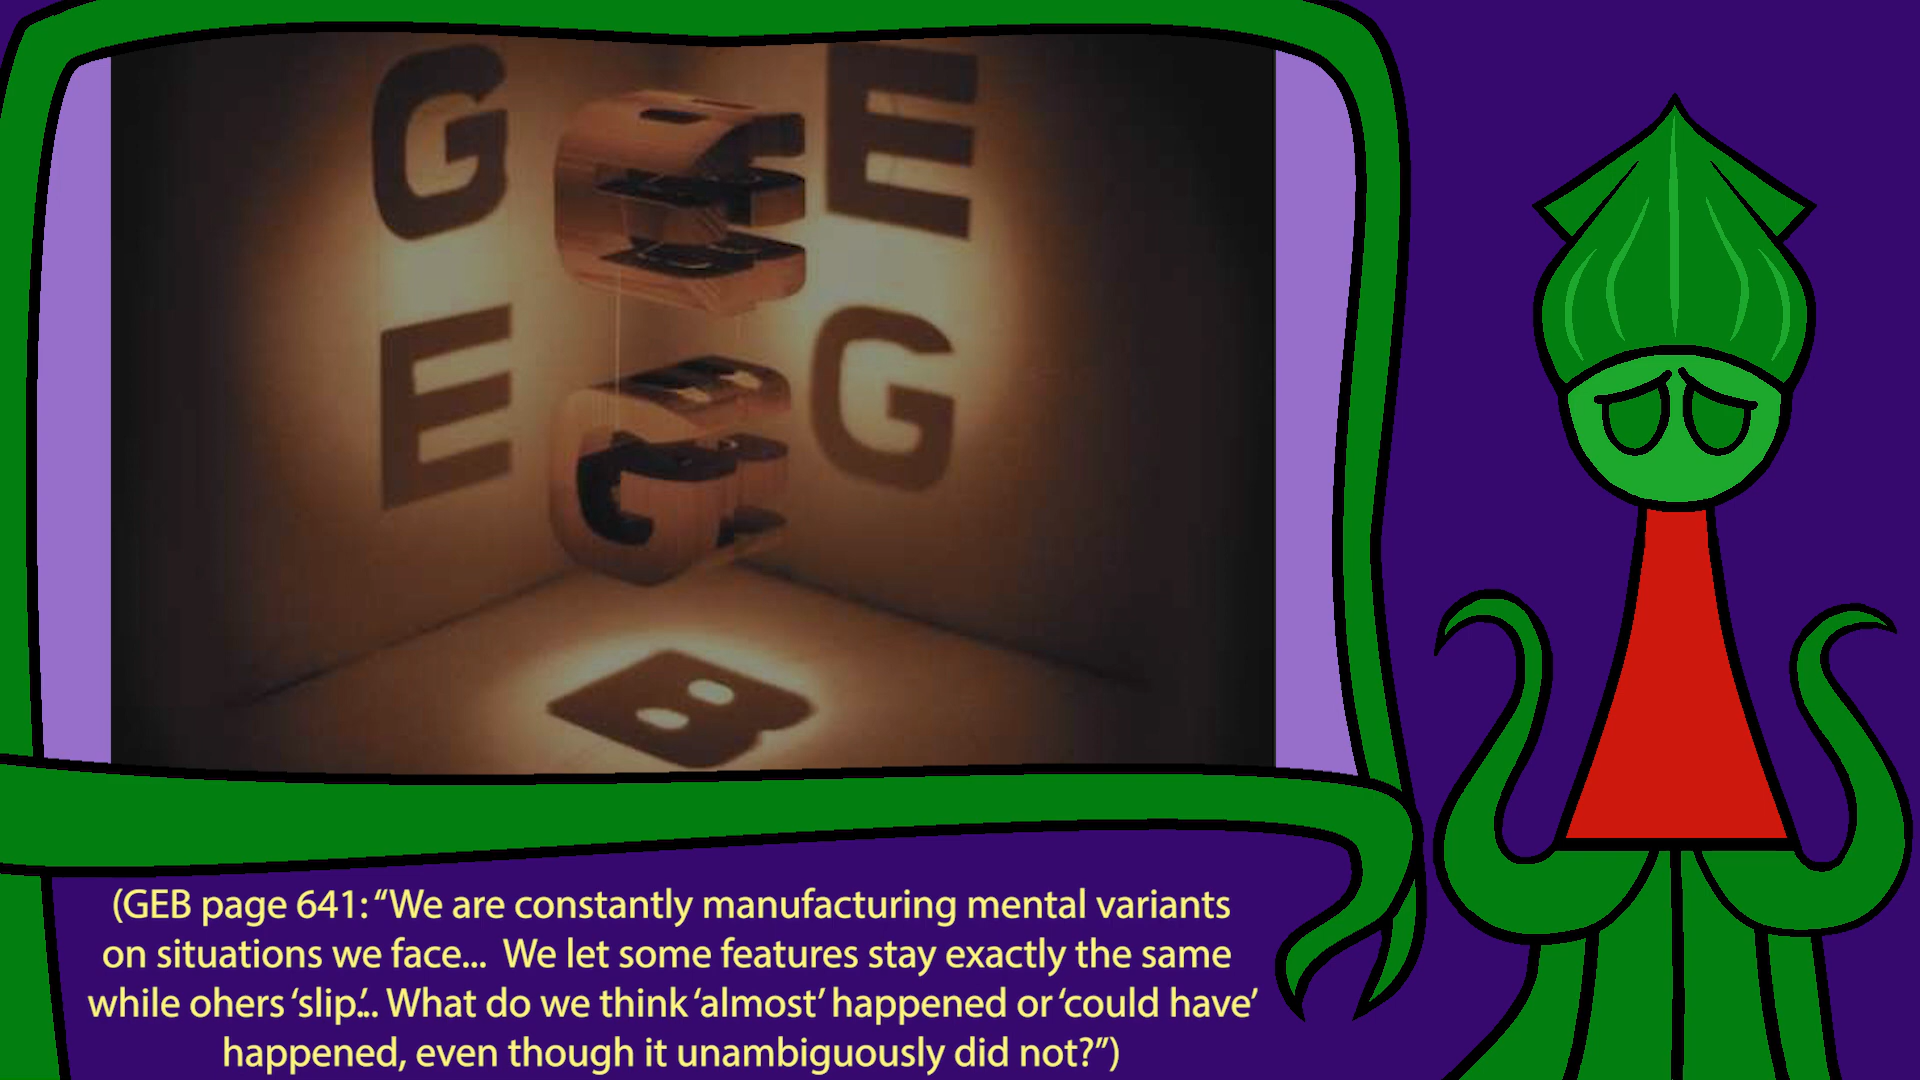 G E
E G
G
B
(GEB page 641: “We are constantly manufacturing mental variants
on situations we face...  We let some features stay exactly the same
while ohers ‘slip’... What do we think ‘almost’ happened or ‘could have’
happened, even though it unambiguously did not?”)